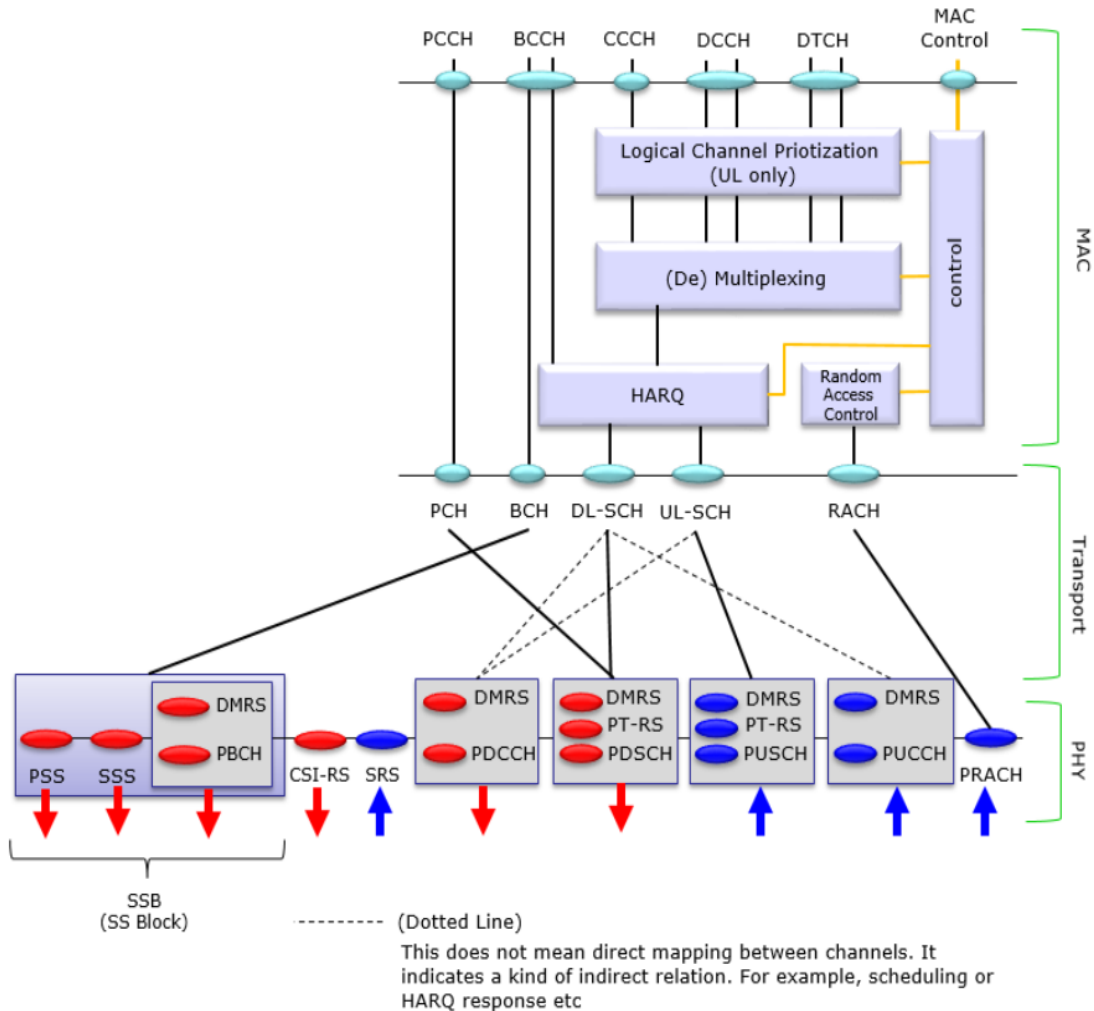 PCCH BCCH CCCH DCCH DTCH MAC
Control
Logical Channel Priotization
(UL only)
(De) Multiplexing
control
MAC
HARQ
Random
Access
Control
PCH BCH DL-SCH UL-SCH RACH
Transport
DMRS DMRS DMRS DMRS DMRS
PT-RS PT-RS
PBCH PDCCH PDSCH PUSCH PUCCH
PSS SSS CSI-RS SRS PRACH
PHY
SSB
(SS Block)
(Dotted Line)
This does not mean direct mapping between channels. It
indicates a kind of indirect relation. For example, scheduling or
HARQ response etc